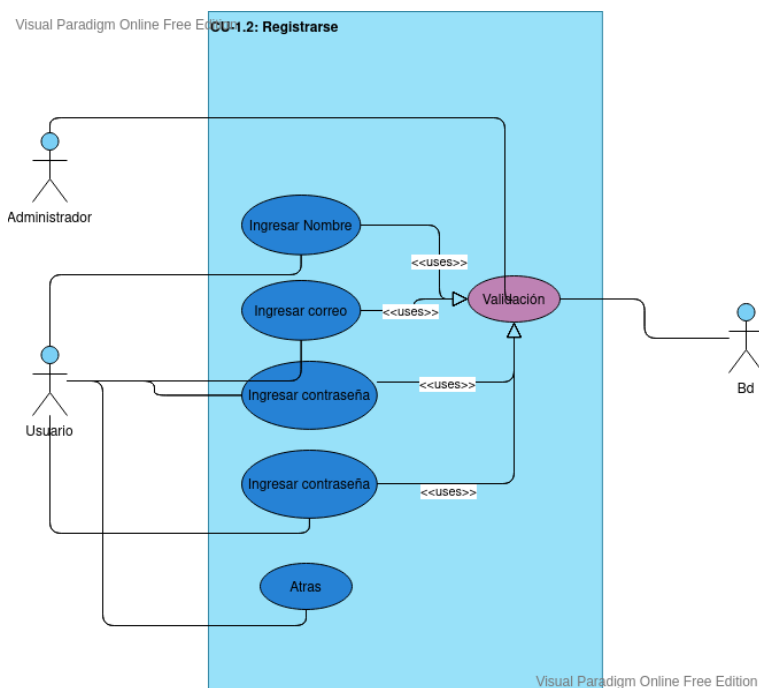 Visual Paradigm Online Free Edition
CU-1.2: Registrarse
Administrador
Ingresar Nombre
<<uses>>
Ingresar correo
<<uses>>
Validación
Usuario
Ingresar contraseña
<<uses>>
Bd
Ingresar contraseña
<<uses>>
Atras
Visual Paradigm Online Free Edition